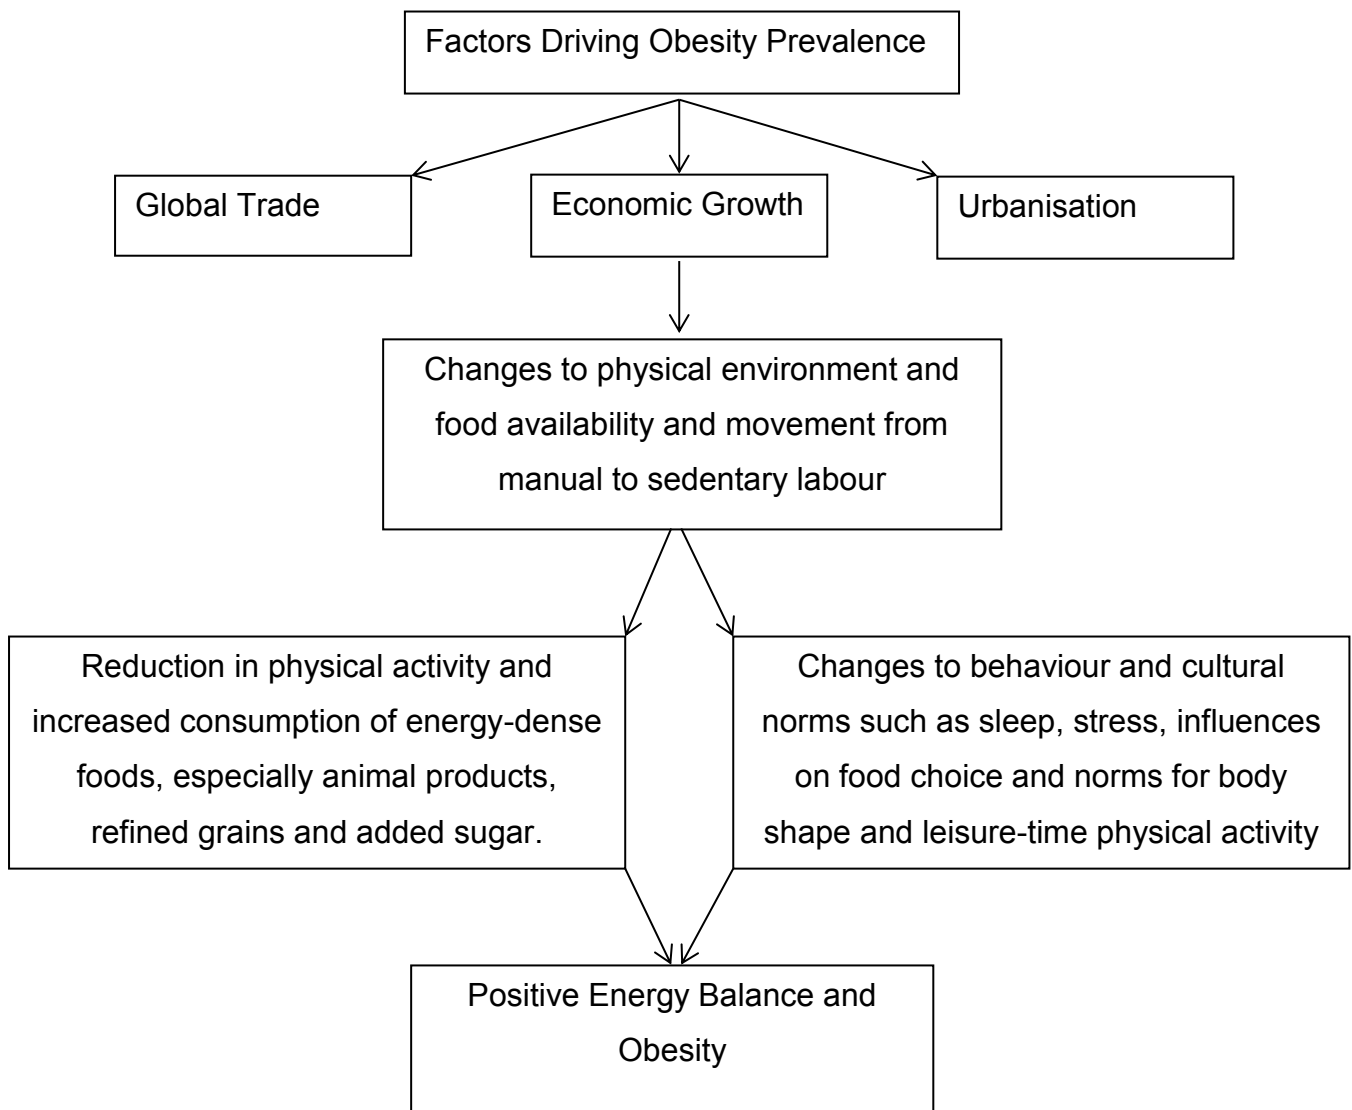 Factors Driving Obesity Prevalence
Global Trade
Economic Growth
Urbanisation
Changes to physical environment and
food availability and movement from
manual to sedentary labour
Reduction in physical activity and
increased consumption of energy-dense
foods, especially animal products,
refined grains and added sugar.
Changes to behaviour and cultural
norms such as sleep, stress, influences
on food choice and norms for body
shape and leisure-time physical activity
Positive Energy Balance and
Obesity